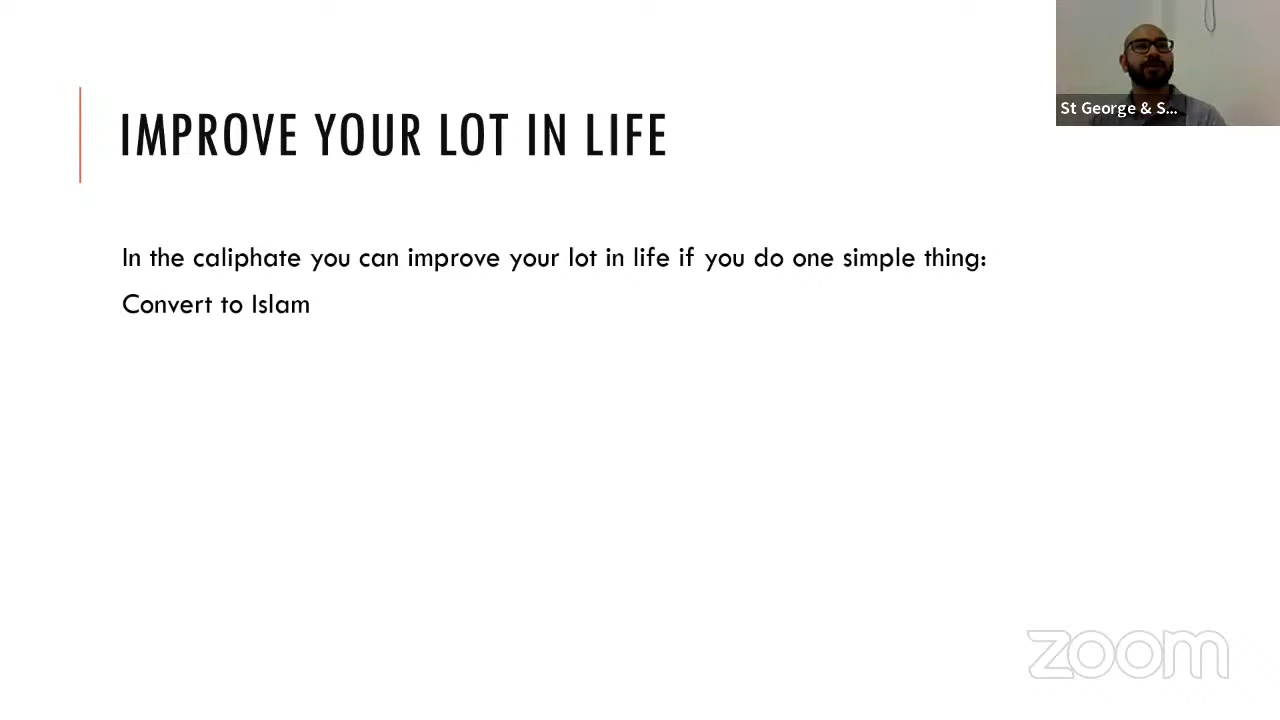 St George & S...
IMPROVE YOUR LOT IN LIFE
In the caliphate you can improve your lot in life if you do one simple thing:
Convert to Islam
zoom